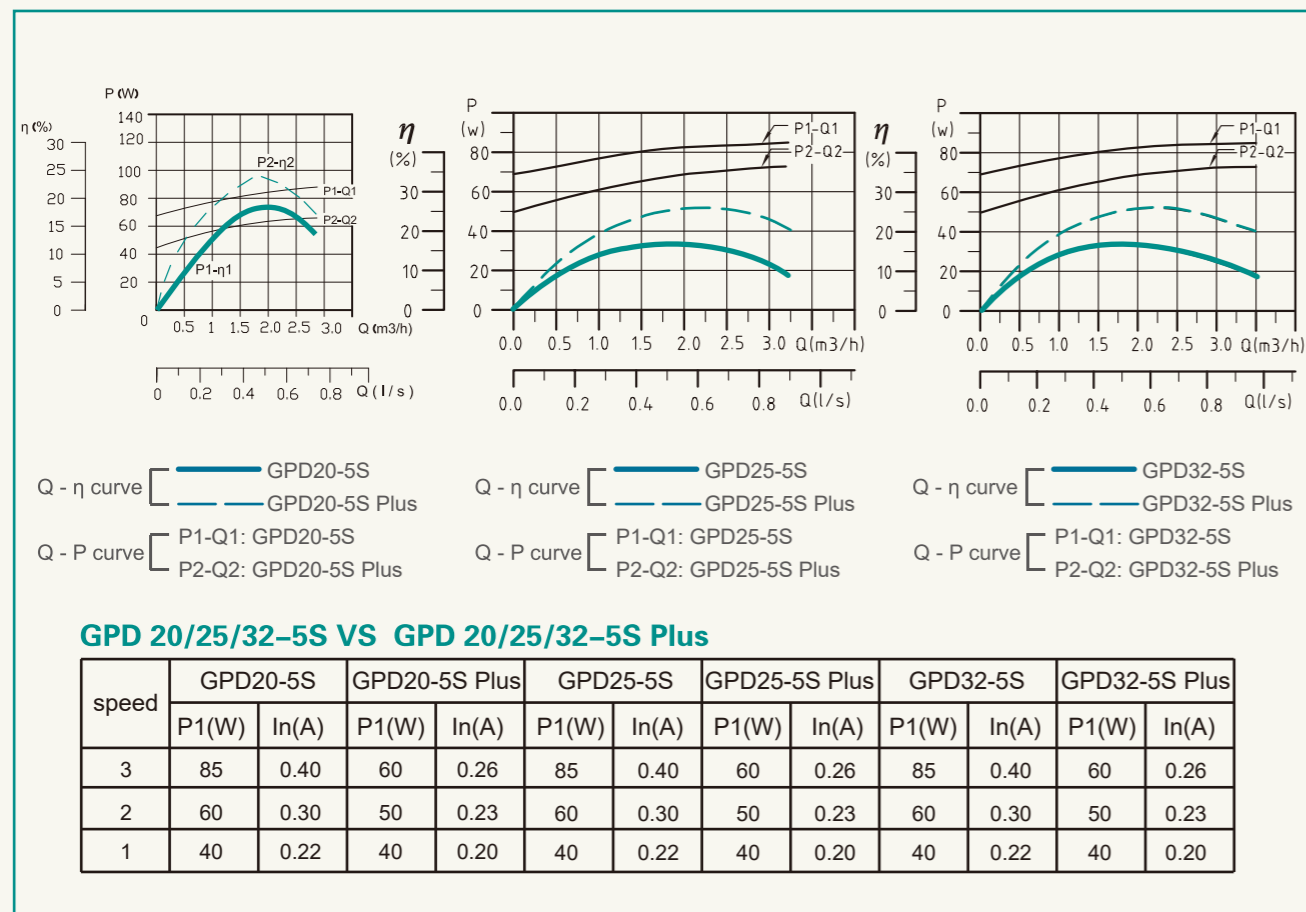 P (W)
η (%)
140
120
100
80
60
40
20
0
30
25
20
15
10
5
0
P2-η2
P1-Q1
P2-Q2
P1-η1
0.5 1 1.5 2.0 2.5 3.0
Q (m3/h)
0 0.2 0.4 0.6 0.8 Q (l/s)
P
(w)
η
(%)
80
60
40
20
0
30
20
10
0
P1-Q1
P2-Q2
0.0 0.5 1.0 1.5 2.0 2.5 3.0 Q(m3/h)
0.0 0.2 0.4 0.6 0.8 Q(l/s)
P
(w)
η
(%)
80
60
40
20
0
30
20
10
0
P1-Q1
P2-Q2
0.0 0.5 1.0 1.5 2.0 2.5 3.0 Q(m3/h)
0.0 0.2 0.4 0.6 0.8 Q(l/s)
Q - η curve
GPD20-5S
GPD20-5S Plus
Q - P curve
P1-Q1: GPD20-5S
P2-Q2: GPD20-5S Plus
Q - η curve
GPD25-5S
GPD25-5S Plus
Q - P curve
P1-Q1: GPD25-5S
P2-Q2: GPD25-5S Plus
Q - η curve
GPD32-5S
GPD32-5S Plus
Q - P curve
P1-Q1: GPD32-5S
P2-Q2: GPD32-5S Plus
GPD 20/25/32–5S VS GPD 20/25/32–5S Plus
speed GPD20-5S GPD20-5S Plus GPD25-5S GPD25-5S Plus GPD32-5S GPD32-5S Plus
P1(W) In(A) P1(W) In(A) P1(W) In(A) P1(W) In(A) P1(W) In(A) P1(W) In(A)
3 85 0.40 60 0.26 85 0.40 60 0.26 85 0.40 60 0.26
2 60 0.30 50 0.23 60 0.30 50 0.23 60 0.30 50 0.23
1 40 0.22 40 0.20 40 0.22 40 0.20 40 0.22 40 0.20